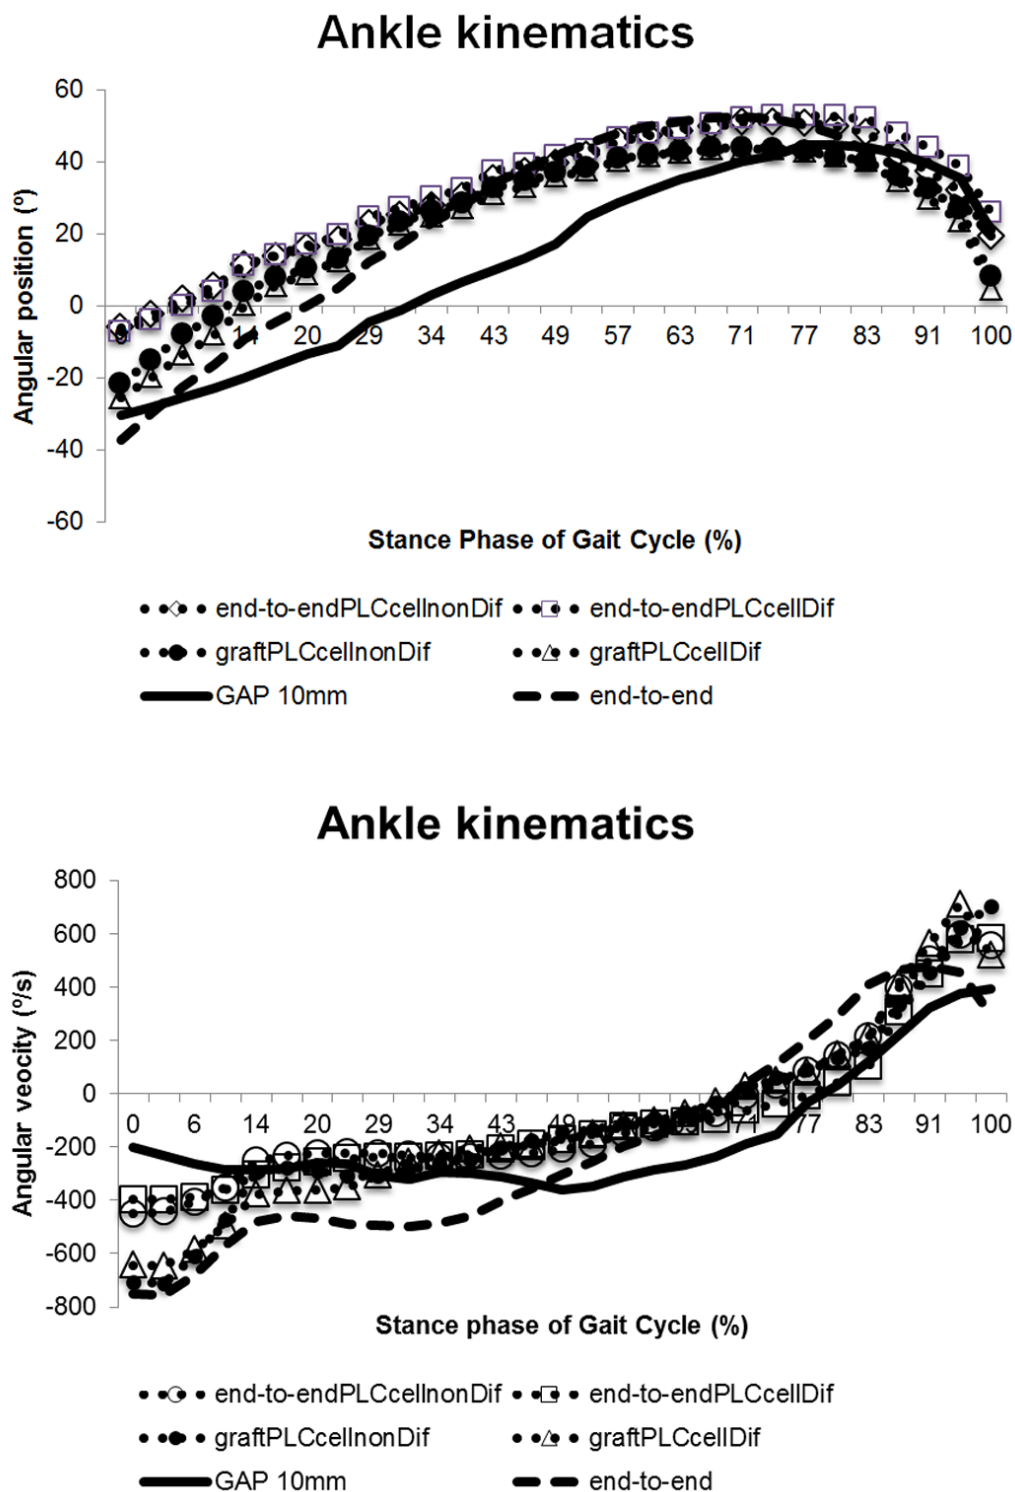 Ankle kinematics
60
40
20
0
-20
-40
-60
Angular position (º)
0 14 20 29 34 43 49 57 63 71 77 83 91 100
Stance Phase of Gait Cycle (%)
end-to-endPLCcellnonDif end-to-endPLCcellDif
graftPLCcellnonDif graftPLCcellDif
GAP 10mm end-to-end
Ankle kinematics
800
600
400
200
0
-200
-400
-600
-800
Angular veocity (º/s)
0 6 14 20 29 34 43 49 57 63 71 77 83 91 100
Stance phase of Gait Cycle (%)
end-to-endPLCcellnonDif end-to-endPLCcellDif
graftPLCcellnonDif graftPLCcellDif
GAP 10mm end-to-end